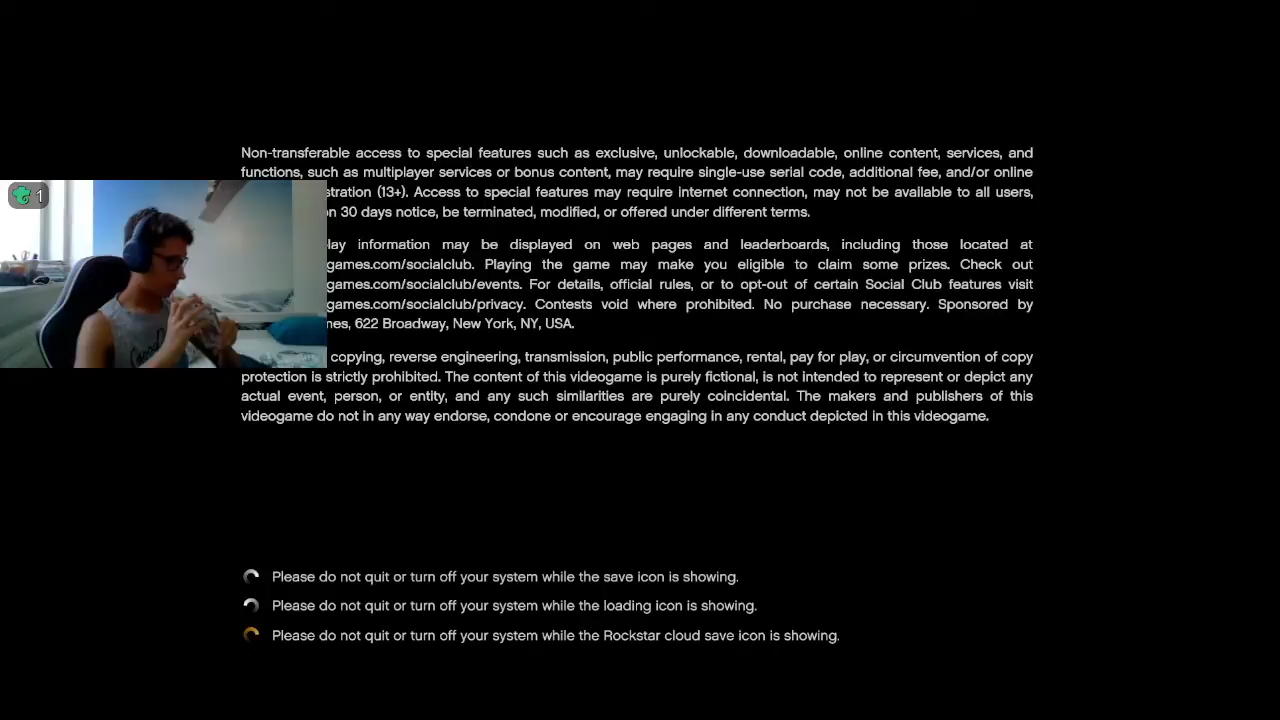 Non-transferable access to special features such as exclusive, unlockable, downloadable, online content, services, and
functions, such as multiplayer services or bonus content, may require single-use serial code, additional fee, and/or online
1
stration (13+). Access to special features may require internet connection, may not be available to all users,
n 30 days notice, be terminated, modified, or offered under different terms.
lay information may be displayed on web pages and leaderboards, including those located at
games.com/socialclub. Playing the game may make you eligible to claim some prizes. Check out
games.com/socialclub/events. For details, official rules, or to opt-out of certain Social Club features visit
games.com/socialclub/privacy. Contests void where prohibited. No purchase necessary. Sponsored by
nes, 622 Broadway, New York, NY, USA.
copying, reverse engineering, transmission, public performance, rental, pay for play, or circumvention of copy
protection is strictly prohibited. The content of this videogame is purely fictional, is not intended to represent or depict any
actual event, person, or entity, and any such similarities are purely coincidental. The makers and publishers of this
videogame do not in any way endorse, condone or encourage engaging in any conduct depicted in this videogame.
Please do not quit or turn off your system while the save icon is showing.
Please do not quit or turn off your system while the loading icon is showing.
Please do not quit or turn off your system while the Rockstar cloud save icon is showing.